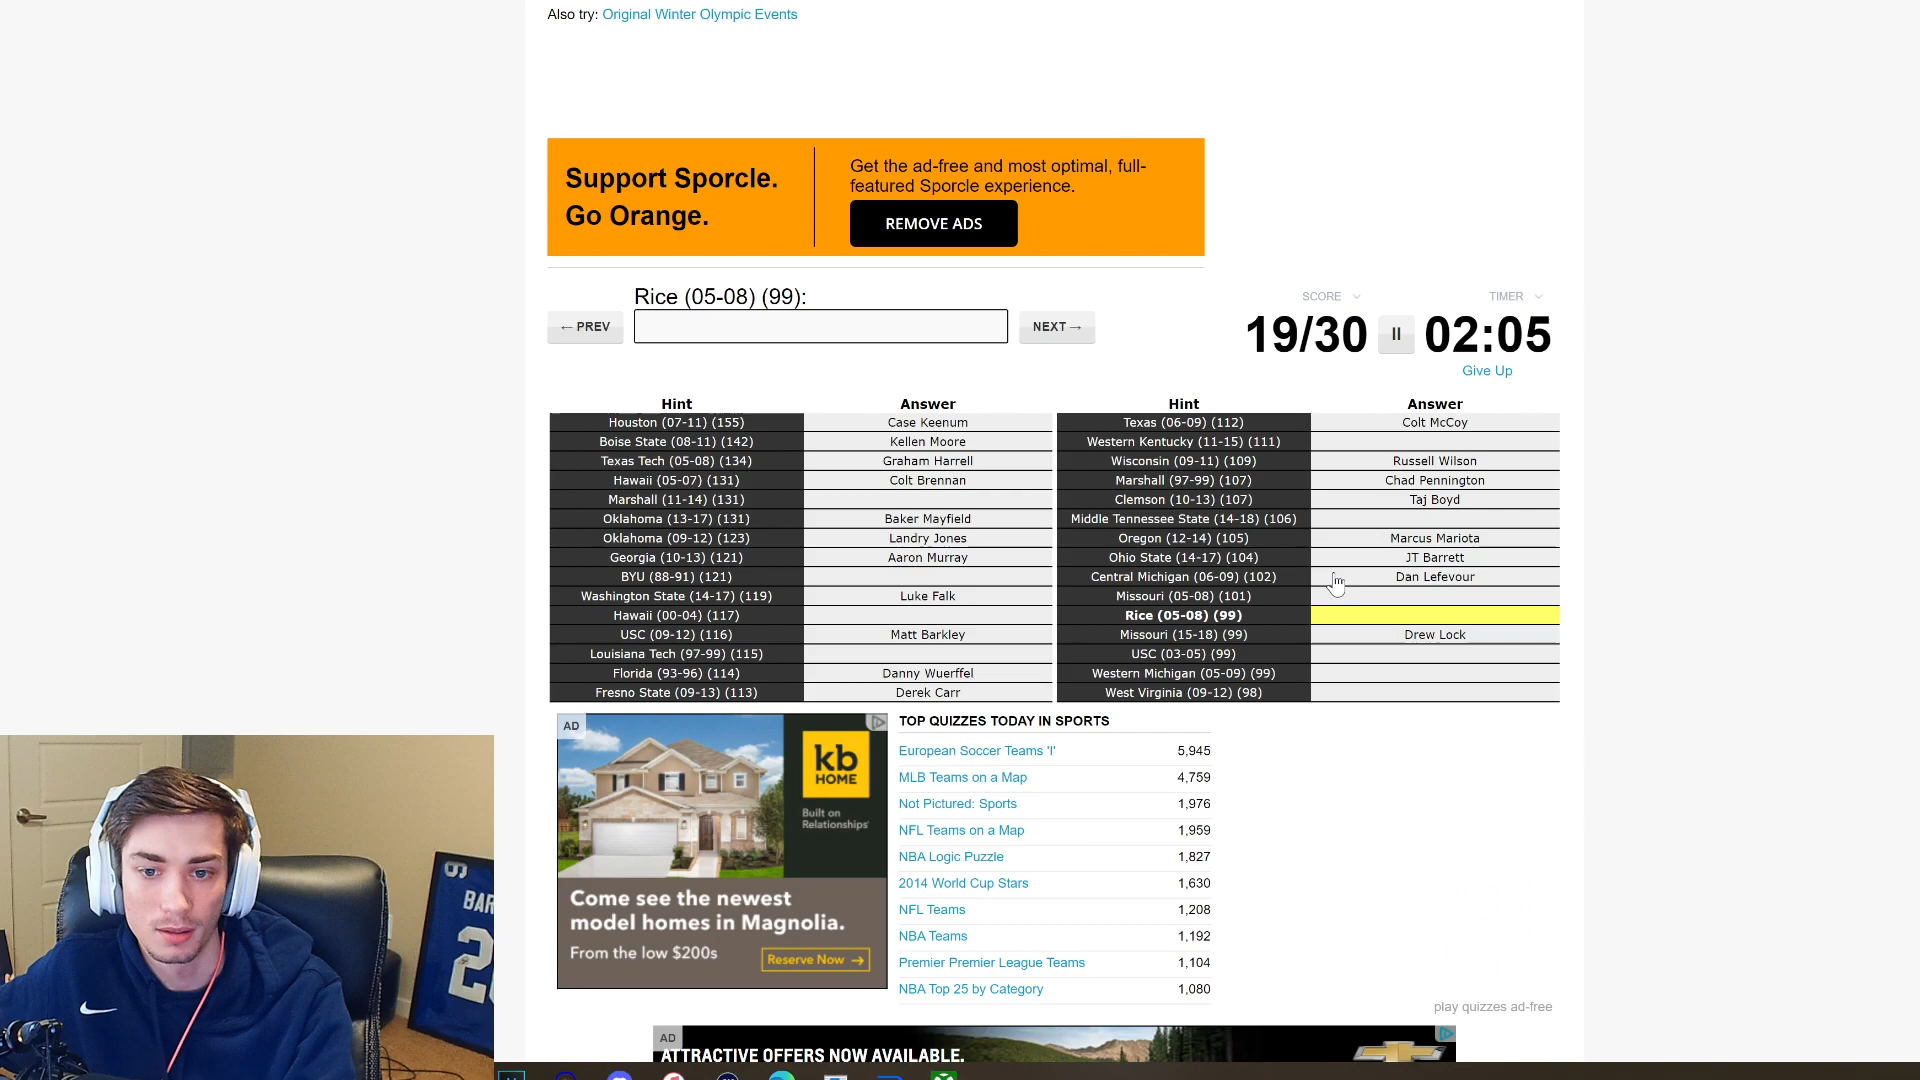 Also try: Original Winter Olympic Events
Support Sporcle.
Go Orange.
Get the ad-free and most optimal, full-
featured Sporcle experience.
REMOVE ADS
Rice (05-08) (99):
← PREV
NEXT →
SCORE
TIMER
19/30
02:05
Give Up
Hint Answer Hint Answer
Houston (07-11) (155) Case Keenum Texas (06-09) (112) Colt McCoy
Boise State (08-11) (142) Kellen Moore Western Kentucky (11-15) (111)
Texas Tech (05-08) (134) Graham Harrell Wisconsin (09-11) (109) Russell Wilson
Hawaii (05-07) (131) Colt Brennan Marshall (97-99) (107) Chad Pennington
Marshall (11-14) (131) Clemson (10-13) (107) Taj Boyd
Oklahoma (13-17) (131) Baker Mayfield Middle Tennessee State (14-18) (106)
Oklahoma (09-12) (123) Landry Jones Oregon (12-14) (105) Marcus Mariota
Georgia (10-13) (121) Aaron Murray Ohio State (14-17) (104) JT Barrett
BYU (88-91) (121) Central Michigan (06-09) (102) Dan Lefevour
Washington State (14-17) (119) Luke Falk Missouri (05-08) (101)
Hawaii (00-04) (117) Rice (05-08) (99)
USC (09-12) (116) Matt Barkley Missouri (15-18) (99) Drew Lock
Louisiana Tech (97-99) (115) USC (03-05) (99)
Florida (93-96) (114) Danny Wuerffel Western Michigan (05-09) (99)
Fresno State (09-13) (113) Derek Carr West Virginia (09-12) (98)
AD
kb
HOME
Built on
Relationships
Come see the newest
model homes in Magnolia.
From the low $200s
Reserve Now →
TOP QUIZZES TODAY IN SPORTS
European Soccer Teams 'I' 5,945
MLB Teams on a Map 4,759
Not Pictured: Sports 1,976
NFL Teams on a Map 1,959
NBA Logic Puzzle 1,827
2014 World Cup Stars 1,630
NFL Teams 1,208
NBA Teams 1,192
Premier Premier League Teams 1,104
NBA Top 25 by Category 1,080
play quizzes ad-free
AD
ATTRACTIVE OFFERS NOW AVAILABLE.
BAR
2